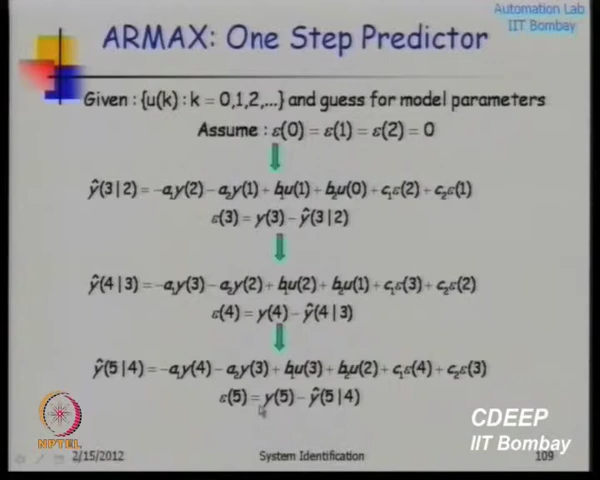 Automation Lab
IIT Bombay
ARMAX: One Step Predictor
Given : {u(k) : k = 0,1,2,...} and guess for model parameters
Assume : ε(0) = ε(1) = ε(2) = 0
ŷ(3 | 2) = -a₁y(2) - a₂y(1) + b₁u(1) + b₂u(0) + c₁ε(2) + c₂ε(1)
ε(3) = y(3) - ŷ(3 | 2)
ŷ(4 | 3) = -a₁y(3) - a₂y(2) + b₁u(2) + b₂u(1) + c₁ε(3) + c₂ε(2)
ε(4) = y(4) - ŷ(4 | 3)
ŷ(5 | 4) = -a₁y(4) - a₂y(3) + b₁u(3) + b₂u(2) + c₁ε(4) + c₂ε(3)
ε(5) = y(5) - ŷ(5 | 4)
NPTEL
CDEEP
IIT Bombay
2/15/2012
System Identification
109